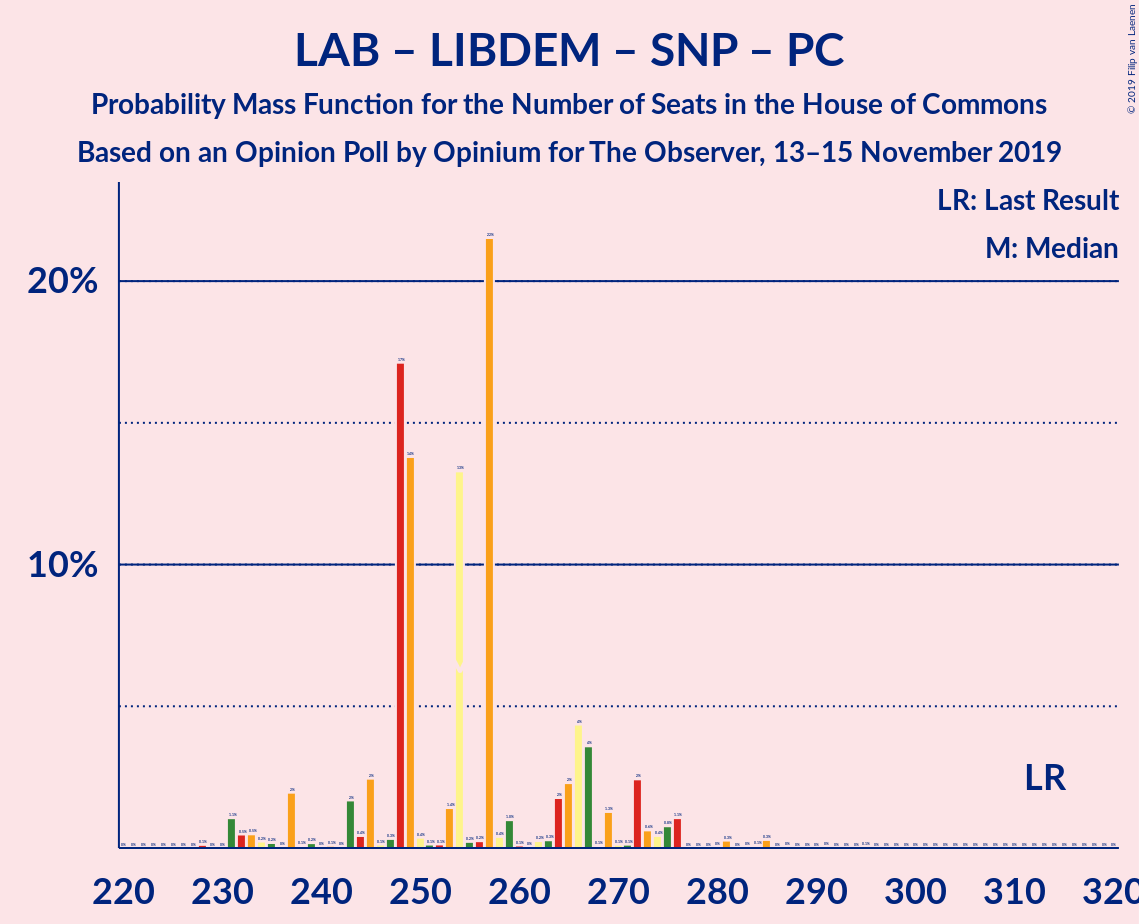 LAB – LIBDEM – SNP – PC
Probability Mass Function for the Number of Seats in the House of Commons
Based on an Opinion Poll by Opinium for The Observer, 13–15 November 2019
© 2019 Filip van Laenen
LR: Last Result
M: Median
20%
10%
LR
220 230 240 250 260 270 280 290 300 310 320